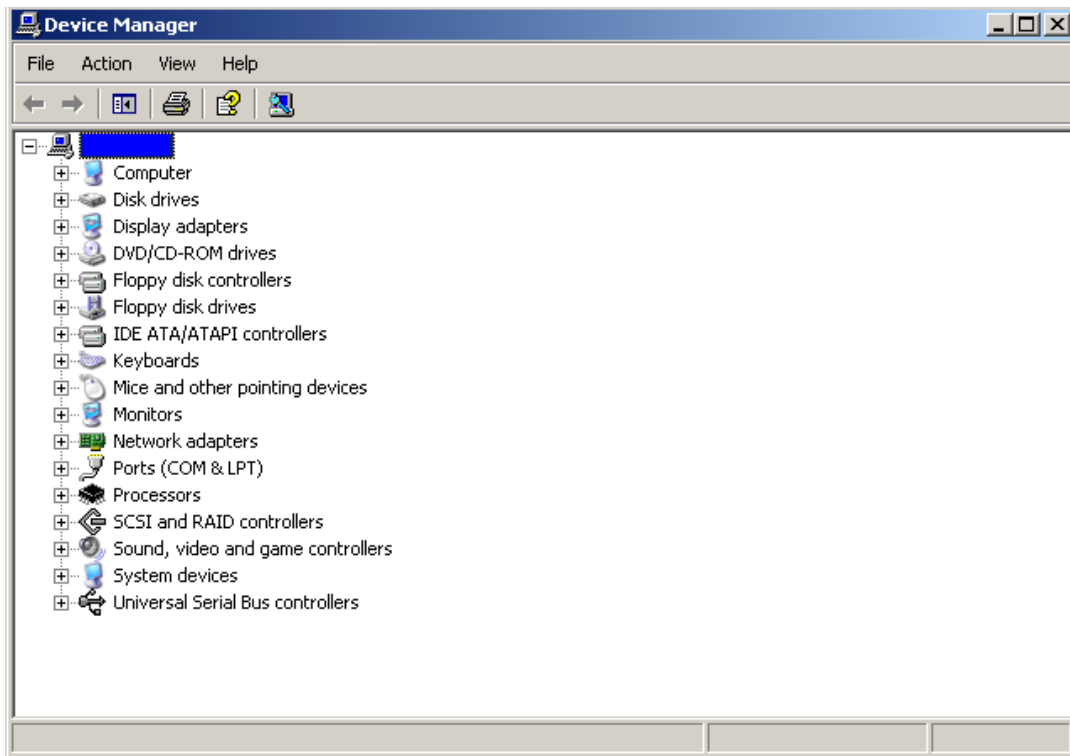 Device Manager
File Action View Help
Computer
Disk drives
Display adapters
DVD/CD-ROM drives
Floppy disk controllers
Floppy disk drives
IDE ATA/ATAPI controllers
Keyboards
Mice and other pointing devices
Monitors
Network adapters
Ports (COM & LPT)
Processors
SCSI and RAID controllers
Sound, video and game controllers
System devices
Universal Serial Bus controllers